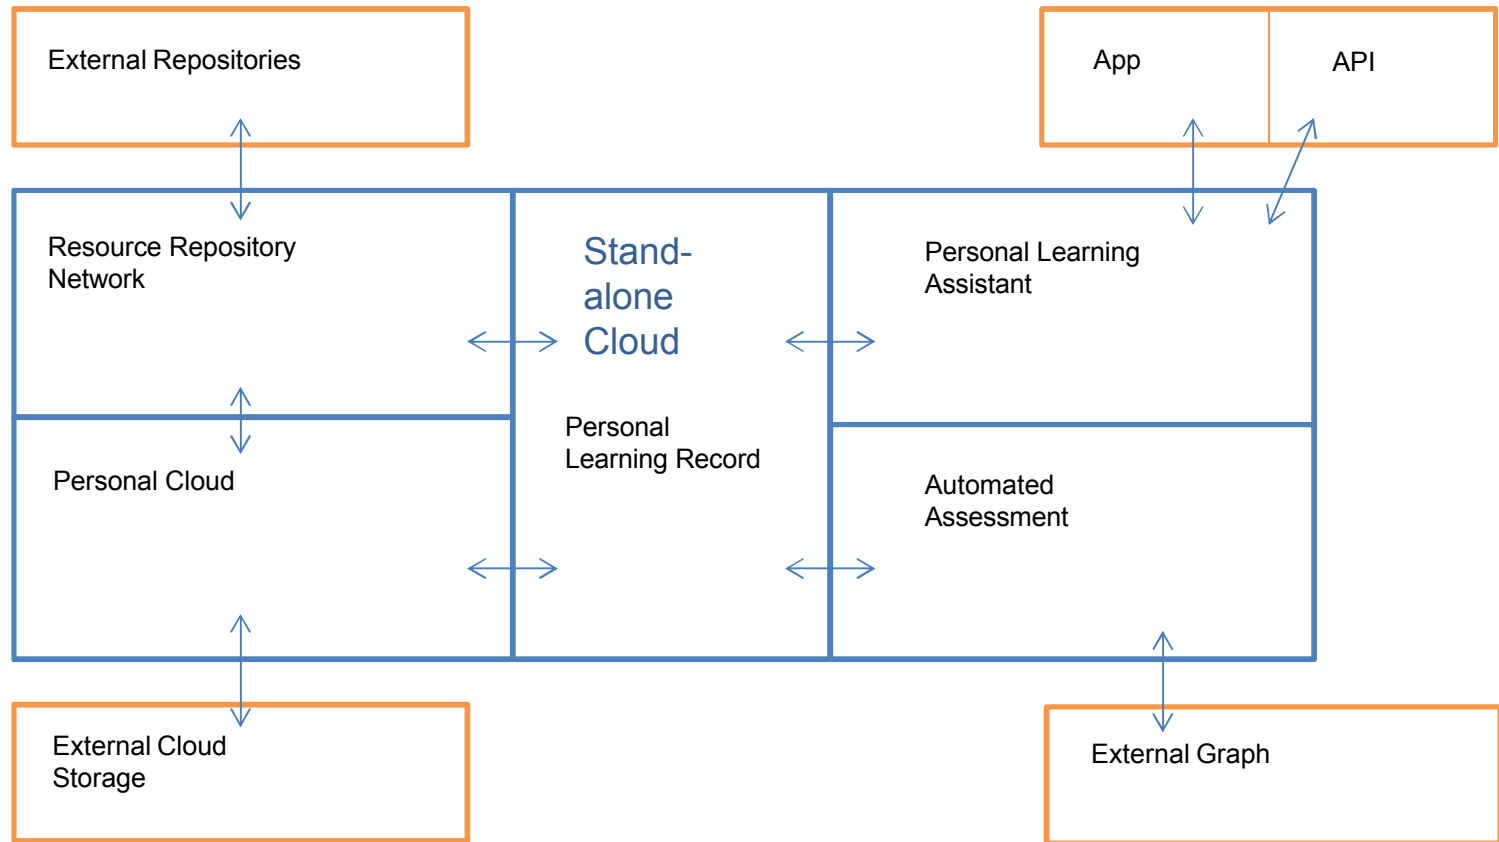 External Repositories
App
API
Resource Repository
Network
Stand-
alone
Cloud
Personal Learning
Assistant
Personal
Learning Record
Personal Cloud
Automated
Assessment
External Cloud
Storage
External Graph